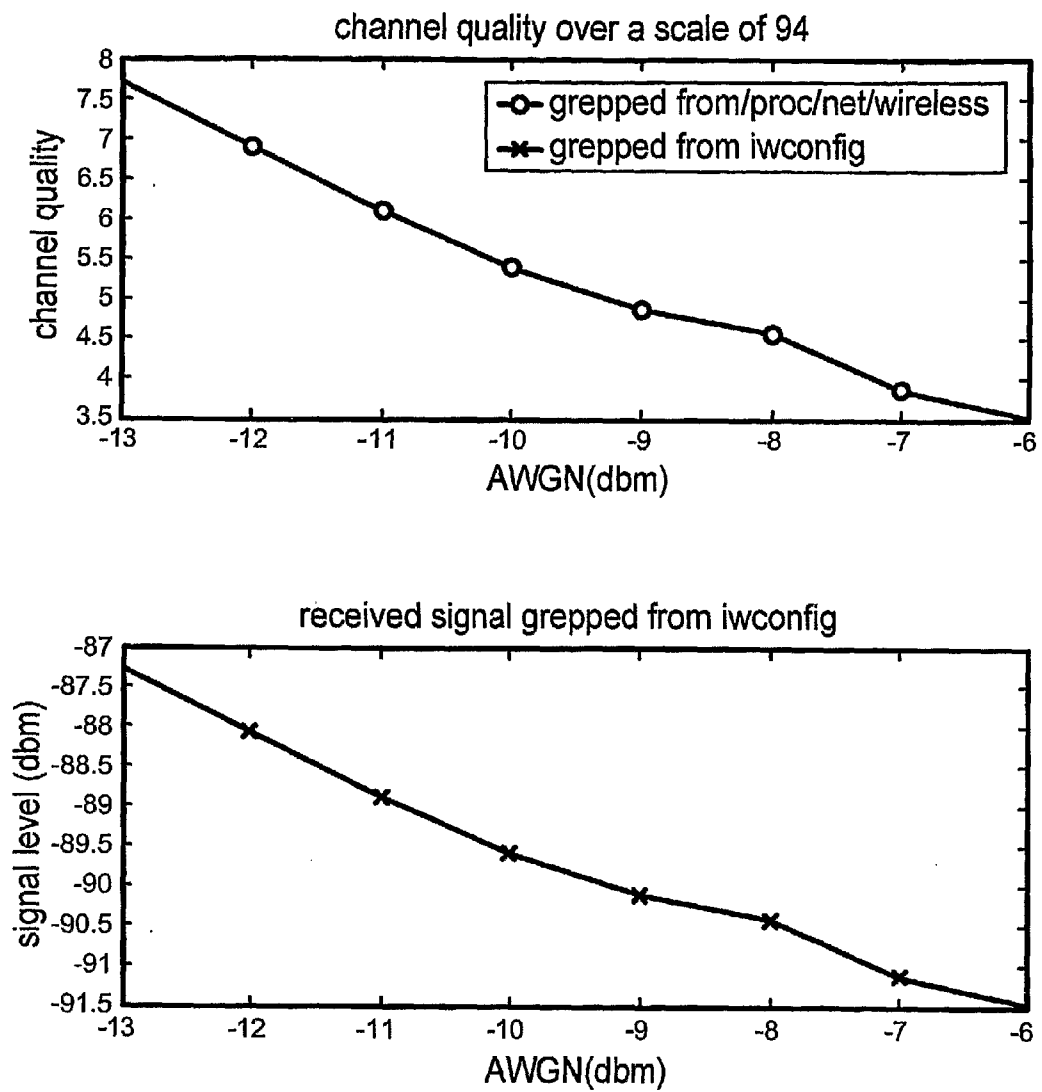 channel quality over a scale of 94
8
7.5
7
6.5
6
5.5
5
4.5
4
3.5
channel quality
grepped from/proc/net/wireless
grepped from iwconfig
-13 -12 -11 -10 -9 -8 -7 -6
AWGN(dbm)
received signal grepped from iwconfig
-87
-87.5
-88
-88.5
-89
-89.5
-90
-90.5
-91
-91.5
signal level (dbm)
-13 -12 -11 -10 -9 -8 -7 -6
AWGN(dbm)